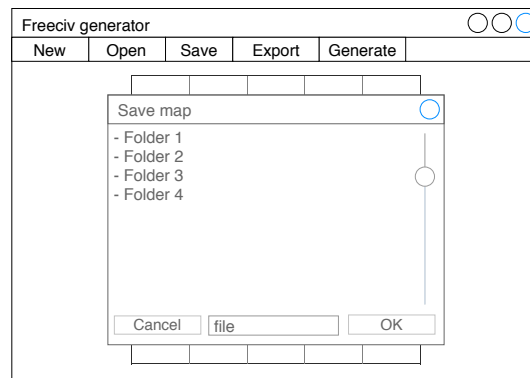 Freeciv generator
New Open Save Export Generate
Save map
- Folder 1
- Folder 2
- Folder 3
- Folder 4
Cancel file OK